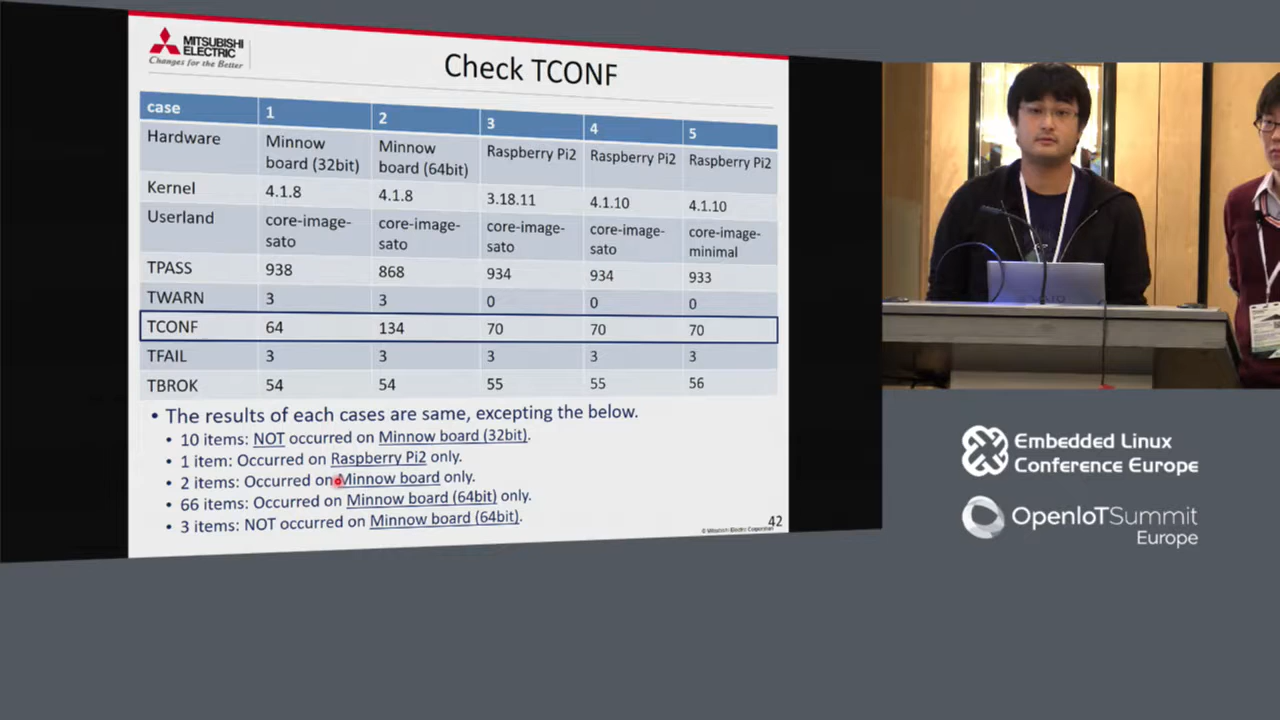 MITSUBISHI
ELECTRIC
Changes for the Better
Check TCONF
case 1 2 3 4 5
Hardware Minnow board (32bit) Minnow board (64bit) Raspberry Pi2 Raspberry Pi2 Raspberry Pi2
Kernel 4.1.8 4.1.8 3.18.11 4.1.10 4.1.10
Userland core-image-sato core-image-sato core-image-sato core-image-sato core-image-minimal
TPASS 938 868 934 934 933
TWARN 3 3 0 0 0
TCONF 64 134 70 70 70
TFAIL 3 3 3 3 3
TBROK 54 54 55 55 56
• The results of each cases are same, excepting the below.
• 10 items: NOT occurred on Minnow board (32bit).
• 1 item: Occurred on Raspberry Pi2 only.
• 2 items: Occurred on Minnow board only.
• 66 items: Occurred on Minnow board (64bit) only.
• 3 items: NOT occurred on Minnow board (64bit).
© Mitsubishi Electric Corporation
42
Embedded Linux
Conference Europe
OpenIoTSummit
Europe